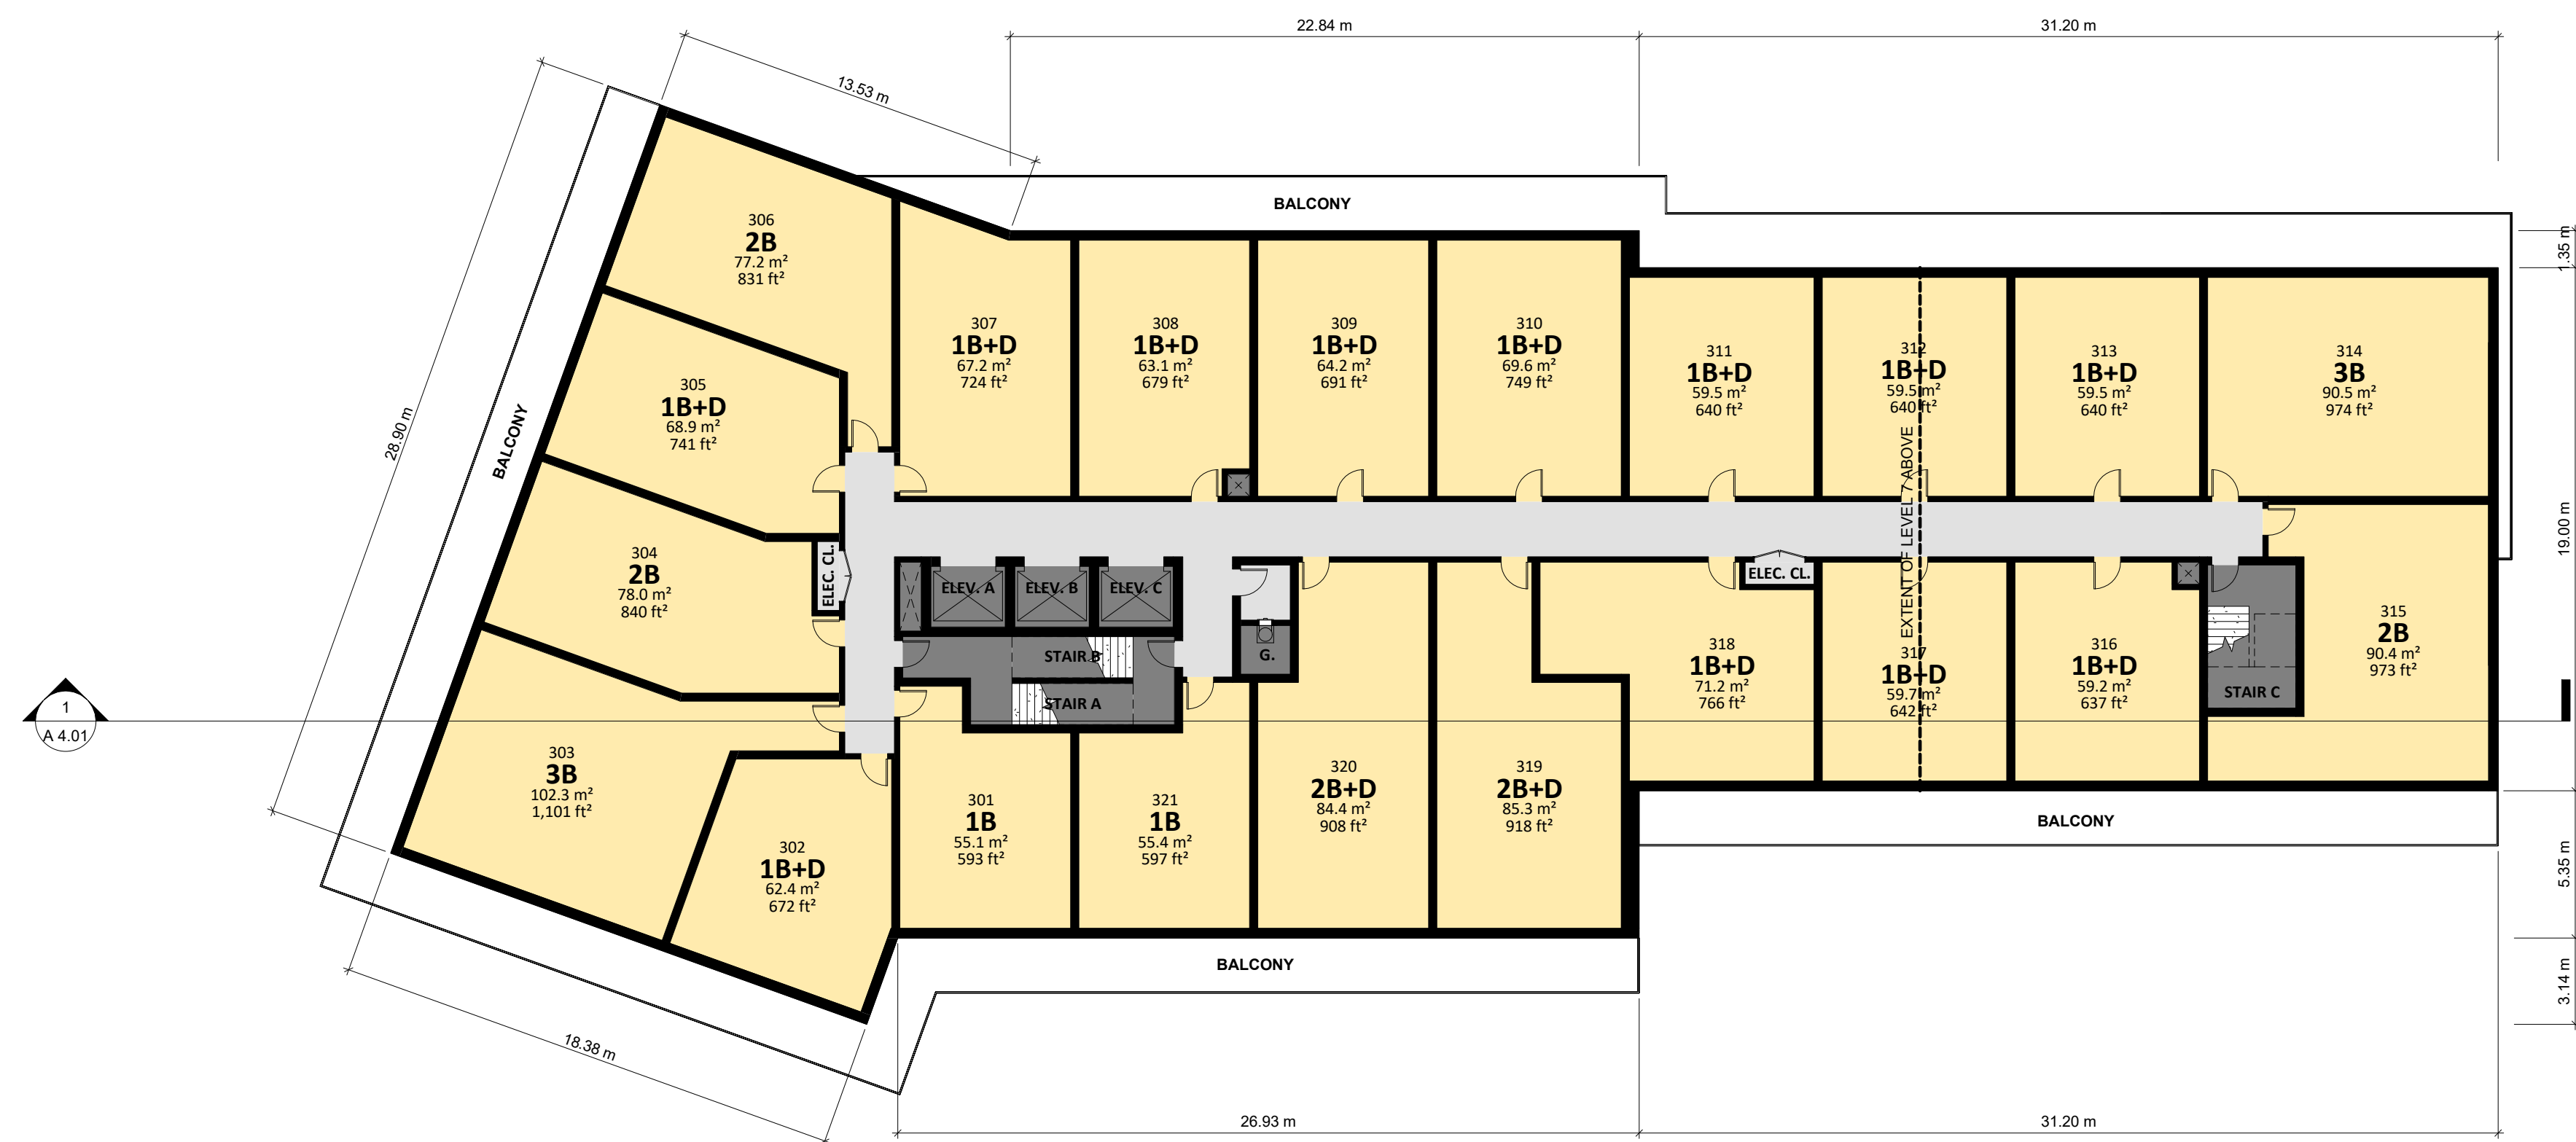 22.84 m
31.20 m
13.53 m
28.90 m
BALCONY
BALCONY
1.35 m
306
2B
77.2 m²
831 ft²
307
1B+D
67.2 m²
724 ft²
308
1B+D
63.1 m²
679 ft²
309
1B+D
64.2 m²
691 ft²
310
1B+D
69.6 m²
749 ft²
311
1B+D
59.5 m²
640 ft²
312
1B+D
59.5 m²
640 ft²
313
1B+D
59.5 m²
640 ft²
314
3B
90.5 m²
974 ft²
305
1B+D
68.9 m²
741 ft²
EXTENT OF LEVEL 7 ABOVE
19.00 m
304
2B
78.0 m²
840 ft²
ELEC. CL.
ELEV. A
ELEV. B
ELEV. C
ELEC. CL.
STAIR B
G.
STAIR A
318
1B+D
71.2 m²
766 ft²
317
1B+D
59.7 m²
642 ft²
316
1B+D
59.2 m²
637 ft²
STAIR C
315
2B
90.4 m²
973 ft²
1
A 4.01
303
3B
102.3 m²
1,101 ft²
302
1B+D
62.4 m²
672 ft²
301
1B
55.1 m²
593 ft²
321
1B
55.4 m²
597 ft²
320
2B+D
84.4 m²
908 ft²
319
2B+D
85.3 m²
918 ft²
BALCONY
5.35 m
BALCONY
3.14 m
18.38 m
26.93 m
31.20 m